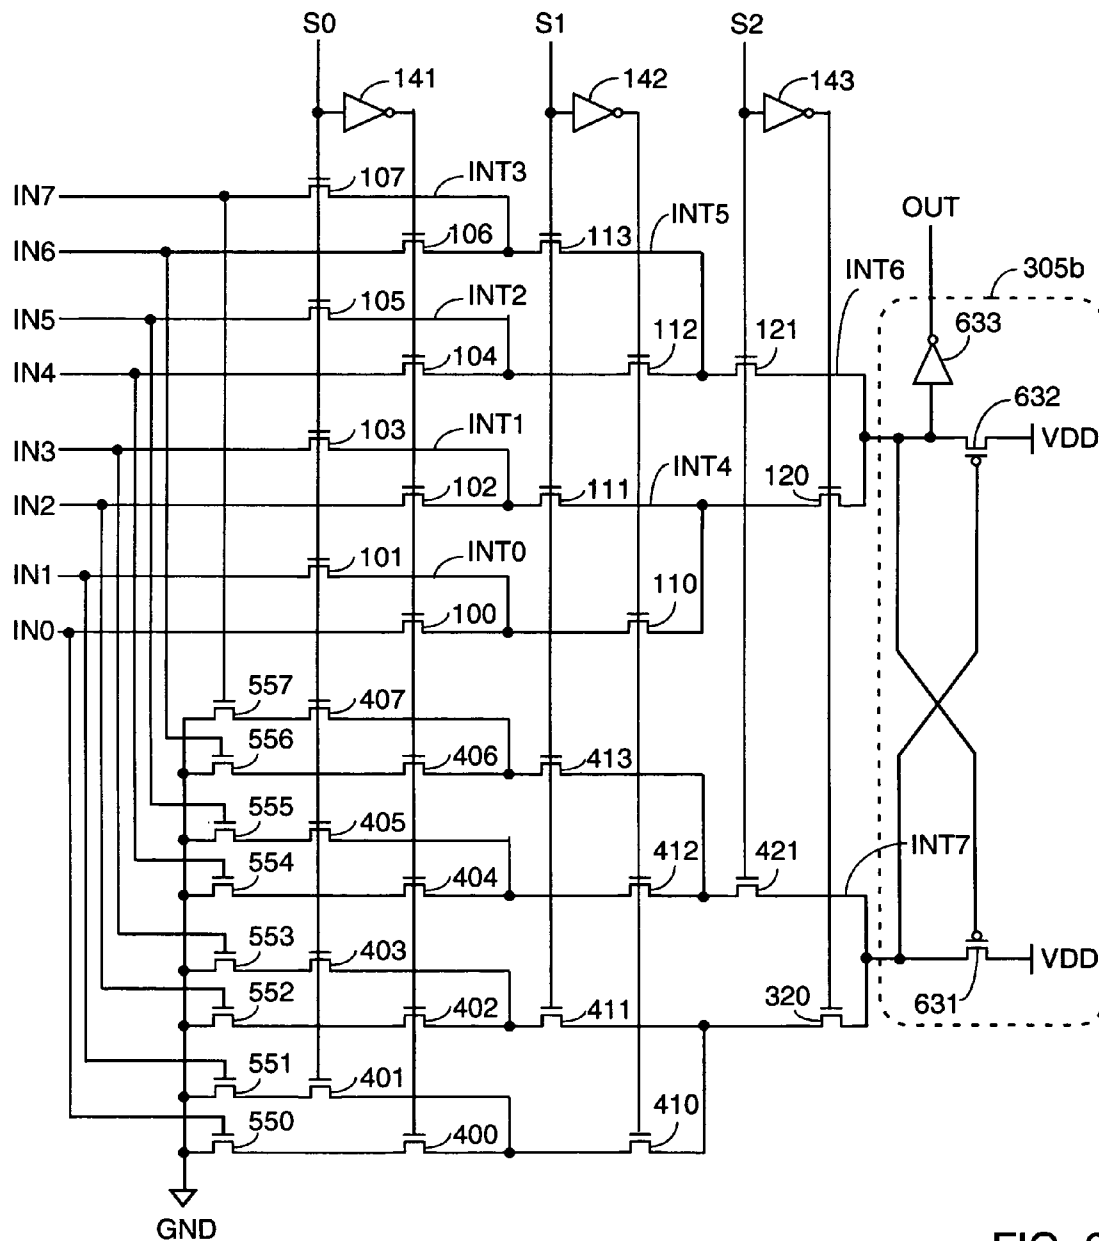 S0 S1 S2
141 142 143
IN7 107 INT3
IN6 106 113 INT5 OUT
INT6 305b
IN5 105 INT2
633
IN4 104 112 121
632
VDD
IN3 103 INT1
INT4
IN2 102 111 120
IN1 101 INT0
IN0 100 110
557 407
556 406 413
555 405
554 404 412 421 INT7
553 403
VDD
552 402 411 320 631
551 401
550 400 410
GND